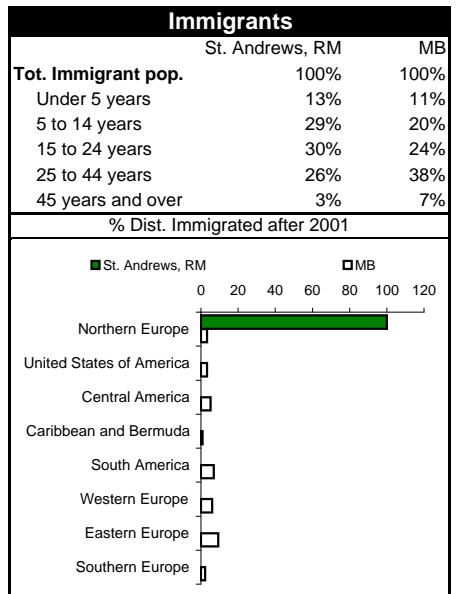 Immigrants
St. Andrews, RM MB
Tot. Immigrant pop. 100% 100%
Under 5 years 13% 11%
5 to 14 years 29% 20%
15 to 24 years 30% 24%
25 to 44 years 26% 38%
45 years and over 3% 7%
% Dist. Immigrated after 2001
St. Andrews, RM MB
0 20 40 60 80 100 120
Northern Europe
United States of America
Central America
Caribbean and Bermuda
South America
Western Europe
Eastern Europe
Southern Europe